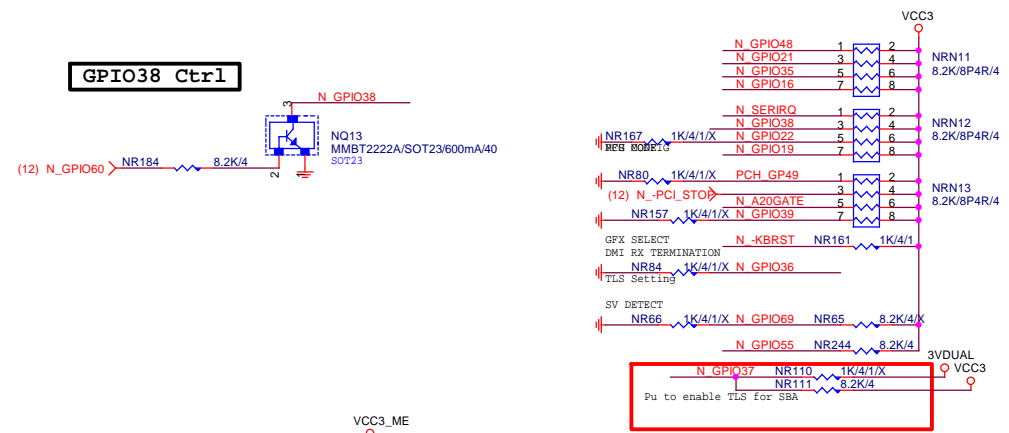 GPIO38 Ctrl
3
N_GPIO38
NQ13
MMBT2222A/SOT23/600mA/40
SOT23
(12) N_GPIO60
NR184
8.2K/4
2
1
VCC3_ME
VCC3
N_GPIO48 1 2
N_GPIO21 3 4
N_GPIO35 5 6
N_GPIO16 7 8
NRN11
8.2K/8P4R/4
N_SERIRQ 1 2
N_GPIO38 3 4
NR167 1K/4/1/X N_GPIO22 5 6
N_GPIO19 7 8
NRN12
8.2K/8P4R/4
NR80 1K/4/1/X PCH_GP49 1 2
(12) N_-PCI_STOP 3 4
N_A20GATE 5 6
NR157 1K/4/1/X N_GPIO39 7 8
NRN13
8.2K/8P4R/4
GFX SELECT
N_-KBRST NR161 1K/4/1
DMI RX TERMINATION
NR84 1K/4/1/X N_GPIO36
TLS Setting
SV DETECT
NR66 1K/4/1/X N_GPIO69 NR65 8.2K/4/X
N_GPIO55 NR244 8.2K/4
3VDUAL
N_GPIO37 NR110 1K/4/1/X
VCC3
NR111 8.2K/4
Pu to enable TLS for SBA